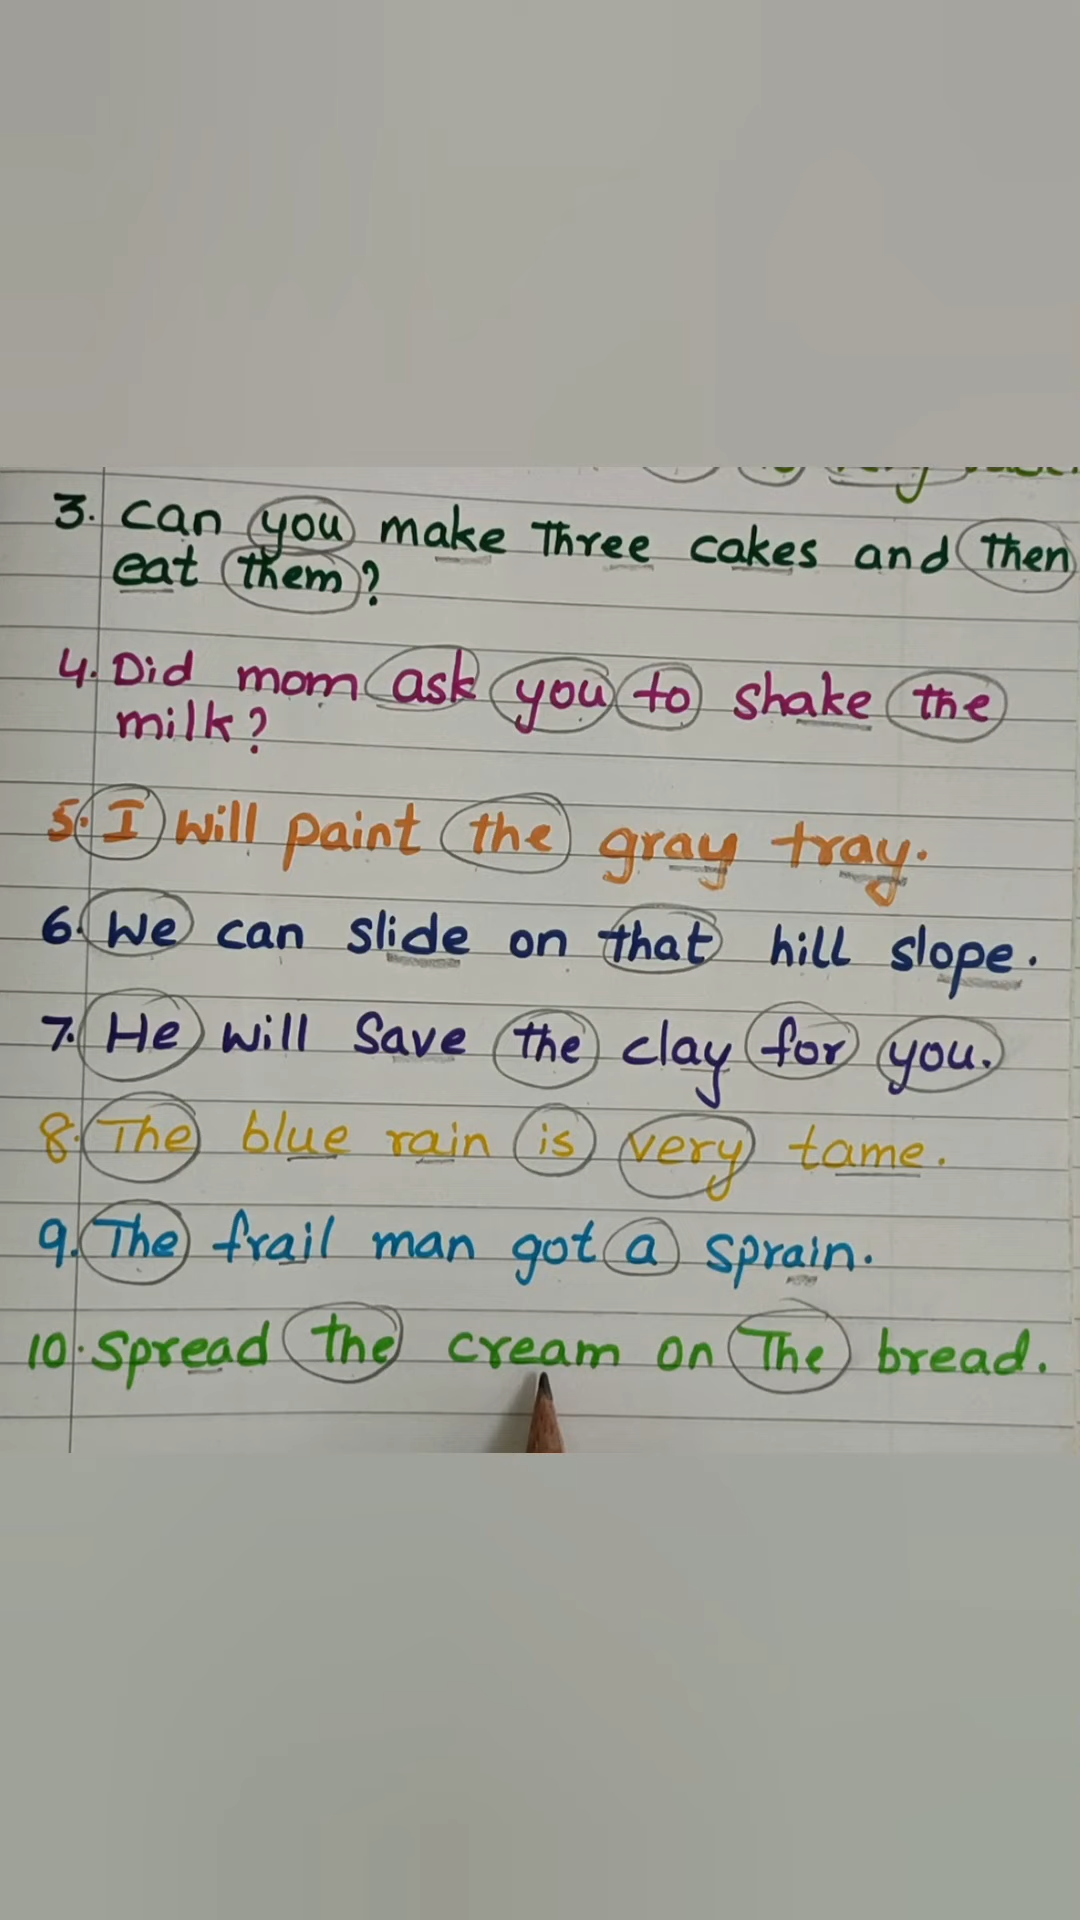 3. Can you make Three cakes and then
eat them?
4. Did mom ask you to shake the
milk?
5. I will paint the gray tray.
6. We can slide on that hill slope.
7. He will Save the clay for you.
8. The blue rain is very tame.
9. The frail man got a sprain.
10. Spread the cream on The bread.